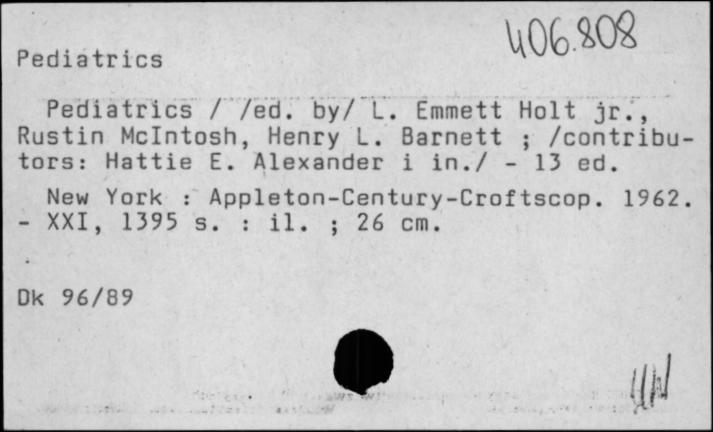 406.808
Pediatrics
Pediatrics / /ed. by/ L. Emmett Holt jr.,
Rustin McIntosh, Henry L. Barnett ; /contribu-
tors: Hattie E. Alexander i in./ - 13 ed.
New York : Appleton-Century-Croftscop. 1962.
- XXI, 1395 s. : il. ; 26 cm.
Dk 96/89